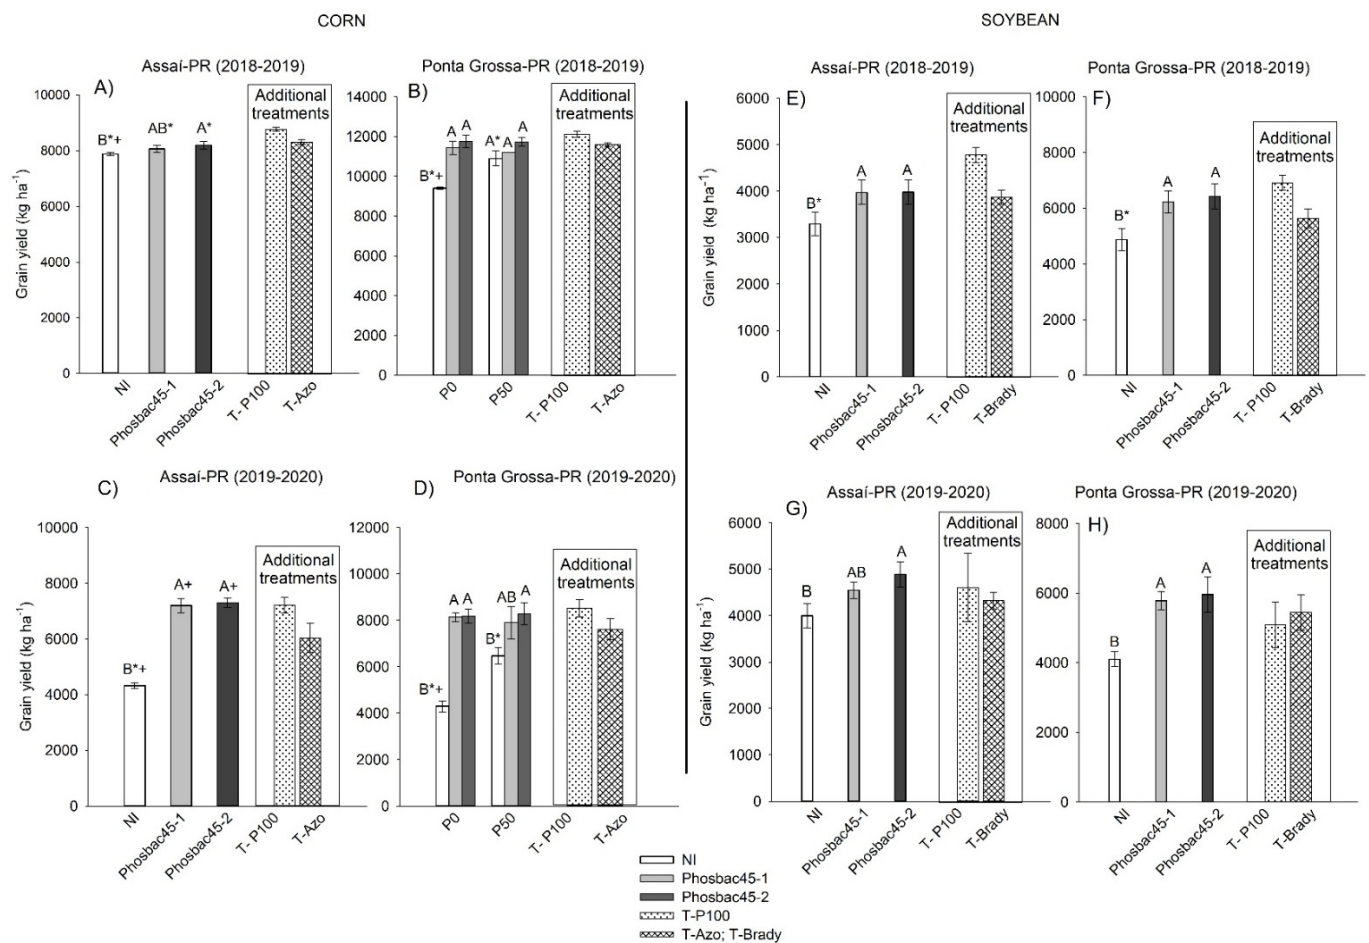 CORN
SOYBEAN
Assaí-PR (2018-2019)
A)
Additional
treatments
B*+
AB*
A*
Grain yield (kg ha⁻¹)
10000
8000
6000
4000
2000
0
NI
Phosbac45-1
Phosbac45-2
T- P100
T-Azo
Ponta Grossa-PR (2018-2019)
B)
Additional
treatments
B*+
A
A
A*
A
A
14000
12000
10000
8000
6000
4000
2000
0
P0
P50
T- P100
T-Azo
Assaí-PR (2018-2019)
E)
Additional
treatments
B*
A
A
Grain yield (kg ha⁻¹)
6000
5000
4000
3000
2000
1000
0
NI
Phosbac45-1
Phosbac45-2
T- P100
T-Brady
Ponta Grossa-PR (2018-2019)
F)
Additional
treatments
B*
A
A
10000
8000
6000
4000
2000
0
NI
Phosbac45-1
Phosbac45-2
T- P100
T-Brady
Assaí-PR (2019-2020)
C)
Additional
treatments
B*+
A+
A+
Grain yield (kg ha⁻¹)
10000
8000
6000
4000
2000
0
NI
Phosbac45-1
Phosbac45-2
T- P100
T-Azo
Ponta Grossa-PR (2019-2020)
D)
Additional
treatments
B*+
A
A
B*
AB
A
12000
10000
8000
6000
4000
2000
0
P0
P50
T- P100
T-Azo
Assaí-PR (2019-2020)
G)
Additional
treatments
B
AB
A
Grain yield (kg ha⁻¹)
6000
5000
4000
3000
2000
1000
0
NI
Phosbac45-1
Phosbac45-2
T- P100
T-Brady
Ponta Grossa-PR (2019-2020)
H)
Additional
treatments
B
A
A
8000
6000
4000
2000
0
NI
Phosbac45-1
Phosbac45-2
T- P100
T-Brady
NI
Phosbac45-1
Phosbac45-2
T-P100
T-Azo; T-Brady